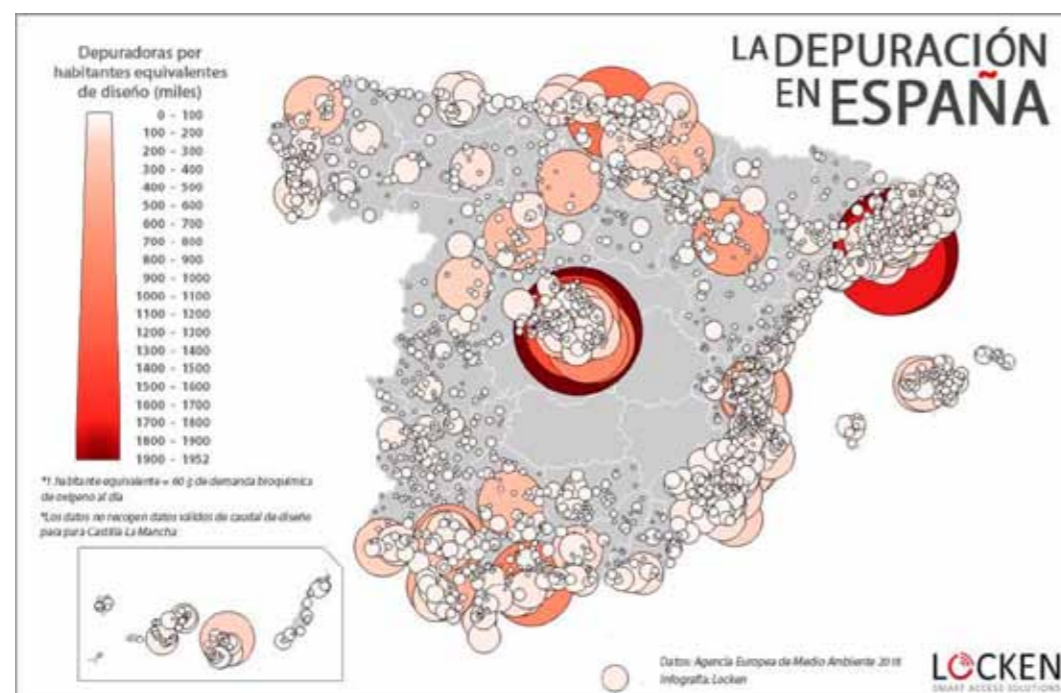 LA DEPURACIÓN
EN ESPAÑA
Depuradoras por
habitantes equivalentes
de diseño (miles)
0 - 100
100 - 200
200 - 300
300 - 400
400 - 500
500 - 600
600 - 700
700 - 800
800 - 900
900 - 1000
1000 - 1100
1100 - 1200
1200 - 1300
1300 - 1400
1400 - 1500
1500 - 1600
1600 - 1700
1700 - 1800
1800 - 1900
1900 - 1952
*1 habitante equivalente = 60 g de demanda bioquímica
de oxígeno al día
*Los datos no recogen datos válidos de caudal de diseño
para para Castilla La Mancha
Datos: Agencia Europea de Medio Ambiente 2018
Infografía: Locken
LOCKEN
SMART ACCESS SOLUTIONS